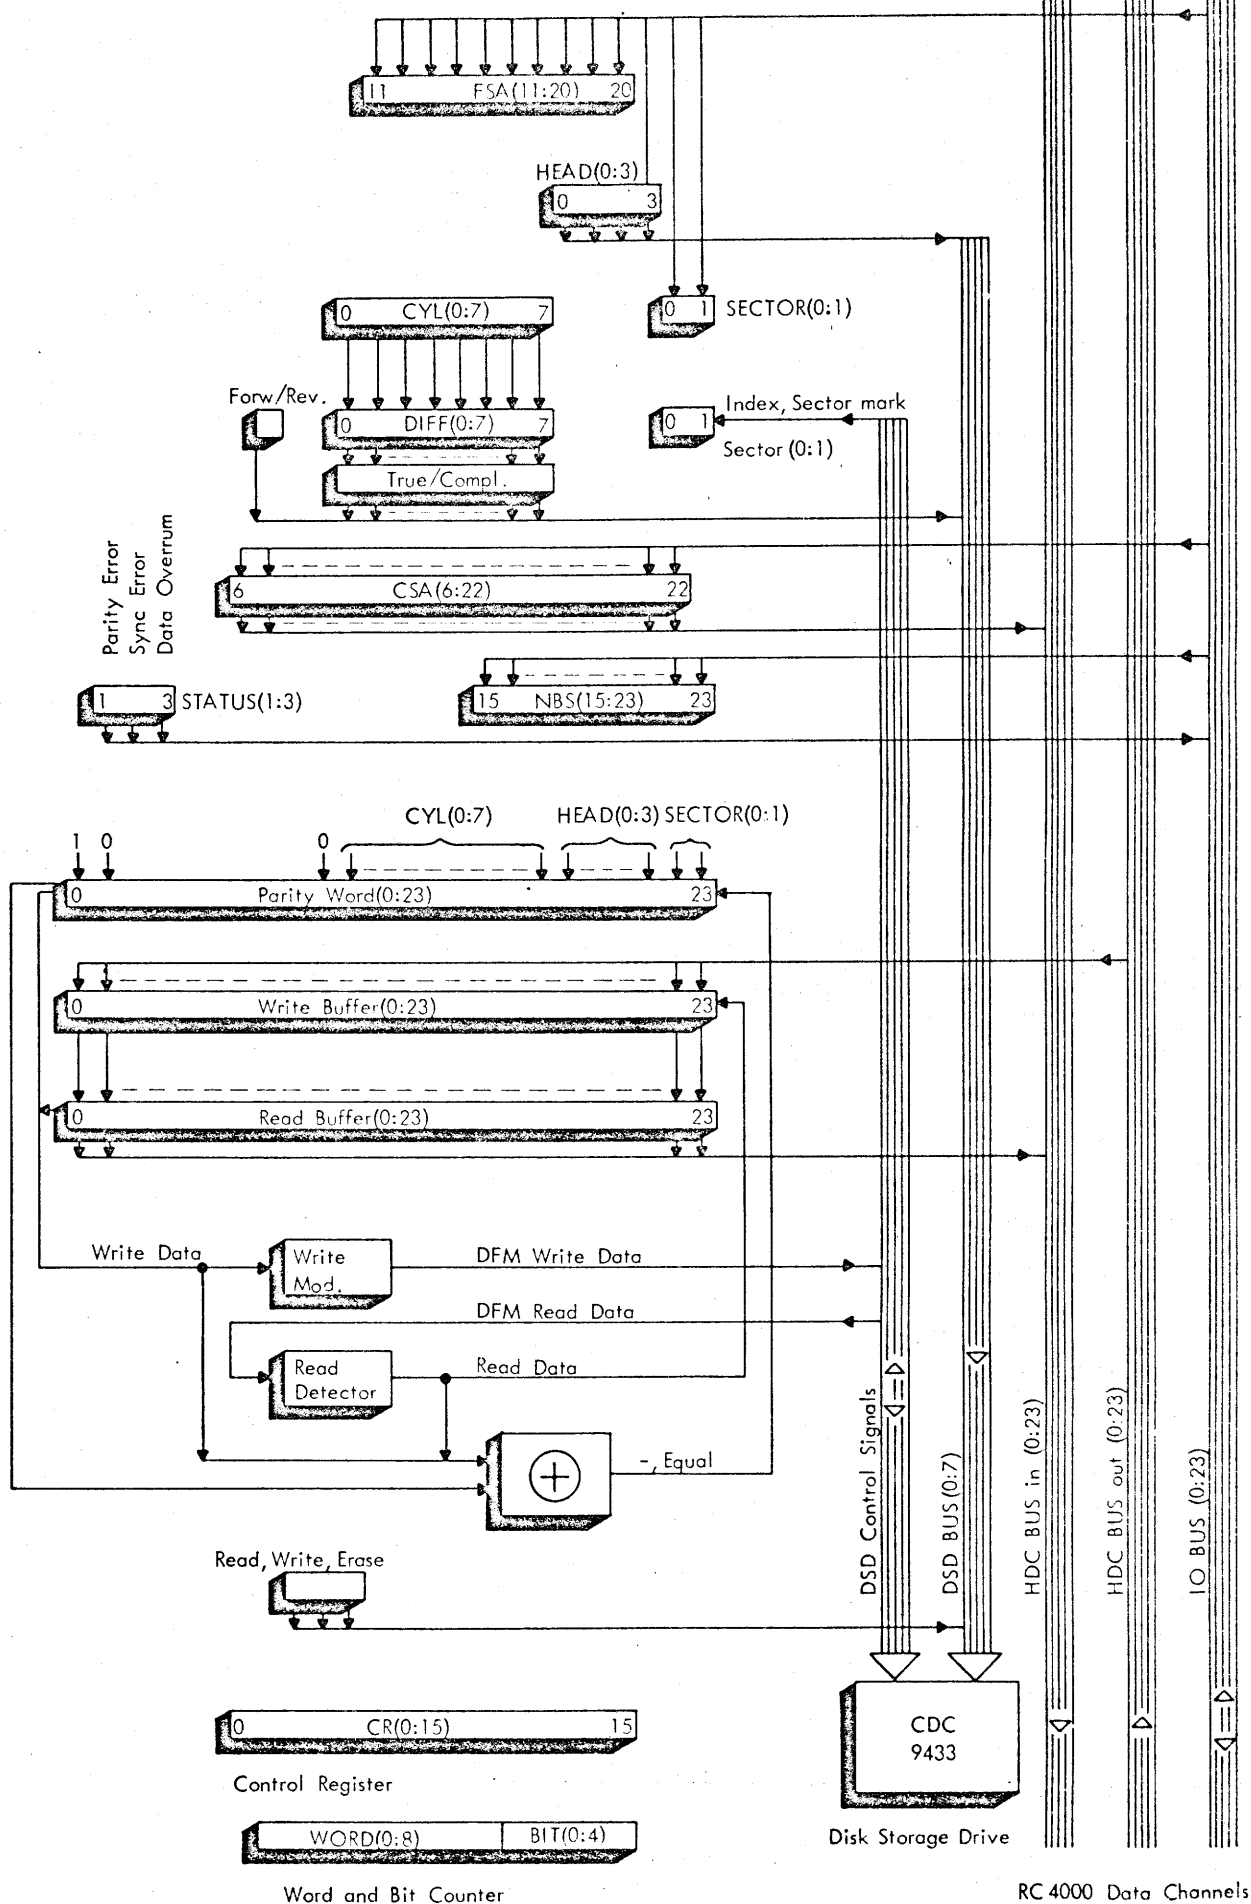 11 FSA(11:20) 20
HEAD(0:3)
0 3
0 CYL(0:7) 7
0 1 SECTOR(0:1)
Forw/Rev.
0 DIFF(0:7) 7
0 1
Index, Sector mark
Sector (0:1)
True/Compl.
Parity Error
Sync Error
Data Overrum
6 CSA(6:22) 22
1 3 STATUS(1:3)
15 NBS(15:23) 23
CYL(0:7) HEAD(0:3) SECTOR(0:1)
1 0 0
0 Parity Word(0:23) 23
0 Write Buffer(0:23) 23
0 Read Buffer(0:23) 23
Write Data
Write
Mod.
DFM Write Data
DFM Read Data
Read
Detector
Read Data
+
-, Equal
DSD Control Signals
DSD BUS(0:7)
HDC BUS in (0:23)
HDC BUS out (0:23)
IO BUS (0:23)
Read, Write, Erase
0 CR(0:15) 15
Control Register
CDC
9433
Disk Storage Drive
WORD(0:8) BIT(0:4)
Word and Bit Counter
RC 4000 Data Channels